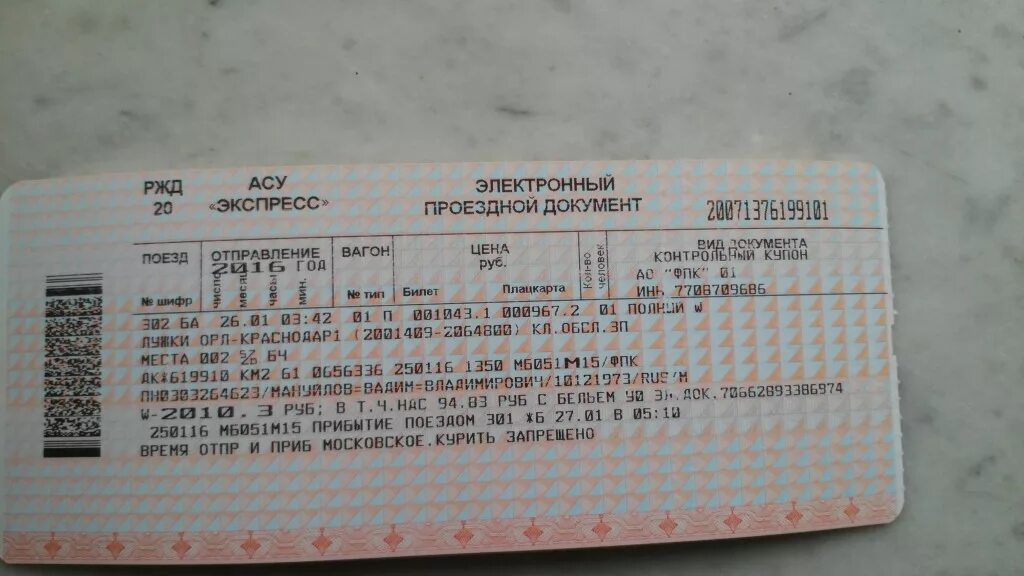 РЖД АСУ ЭЛЕКТРОННЫЙ
20 «ЭКСПРЕСС» ПРОЕЗДНОЙ ДОКУМЕНТ 20071376199101
ПОЕЗД ОТПРАВЛЕНИЕ ВАГОН ЦЕНА руб. Кол-во человек ВИД ДОКУМЕНТА
2016 ГОД КОНТРОЛЬНЫЙ КУПОН
АО "ФПК" 01
№ шифр число месяц часы мин. № тип Билет Плацкарта ИНН 7708709686
302 БА 26.01 03:42 01 П 001043.1 000967.2 01 ПОЛНЫЙ W
ЛУЖКИ ОРЛ-КРАСНОДАР1 (2001409-2064800) КЛ.ОБСЛ.3П
МЕСТА 002 БЧ
ДК*619910 КМ2 61 0656336 250116 1350 М6051М15/ФПК
ПН0303264623/МАНУЙЛОВ=ВАДИМ=ВЛАДИМИРОВИЧ/10121973/RUS/М
W-2010.3 РУБ; В Т.Ч.НАС 94.83 РУБ С БЕЛЬЕМ У0 ЭЛ.ДОК.70662893386974
250116 М6051М15 ПРИБЫТИЕ ПОЕЗДОМ 301 *Б 27.01 В 05:10
ВРЕМЯ ОТПР И ПРИБ МОСКОВСКОЕ.КУРИТЬ ЗАПРЕЩЕНО